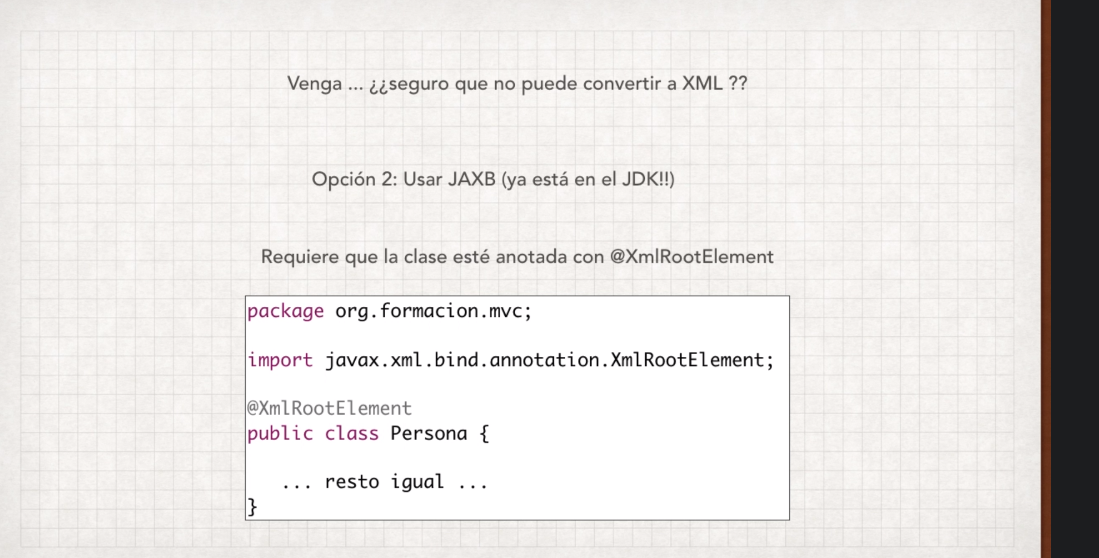 Venga ... ¿¿seguro que no puede convertir a XML ??
Opción 2: Usar JAXB (ya está en el JDK!!)
Requiere que la clase esté anotada con @XmlRootElement
package org.formacion.mvc;
import javax.xml.bind.annotation.XmlRootElement;
@XmlRootElement
public class Persona {
... resto igual ...
}